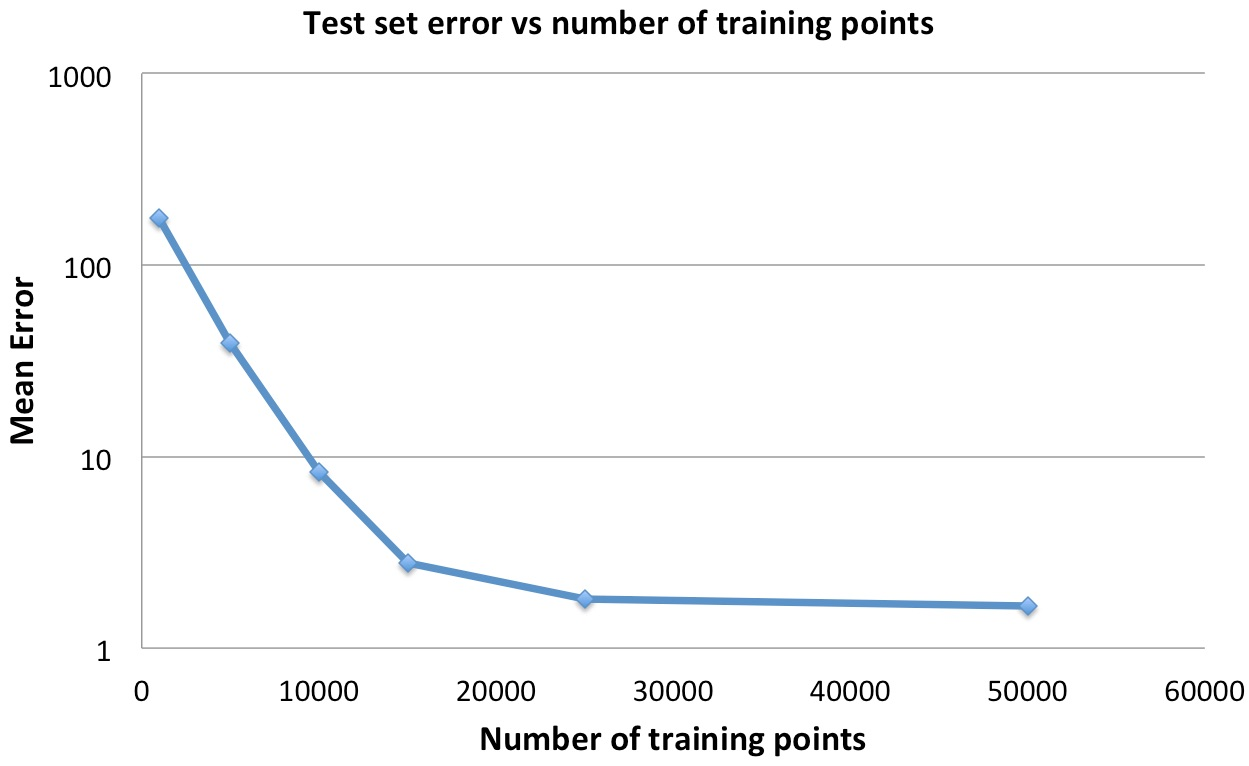 Test set error vs number of training points
1000
100
10
1
Mean Error
0 10000 20000 30000 40000 50000 60000
Number of training points